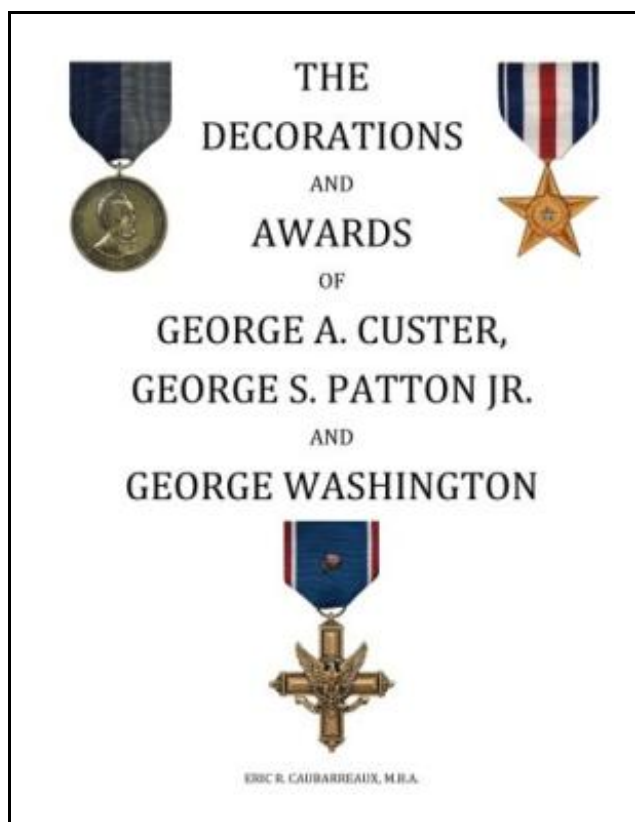 THE
DECORATIONS
AND
AWARDS
OF
GEORGE A. CUSTER,
GEORGE S. PATTON JR.
AND
GEORGE WASHINGTON
ERIC R. CAUBARREAUX, M.B.A.